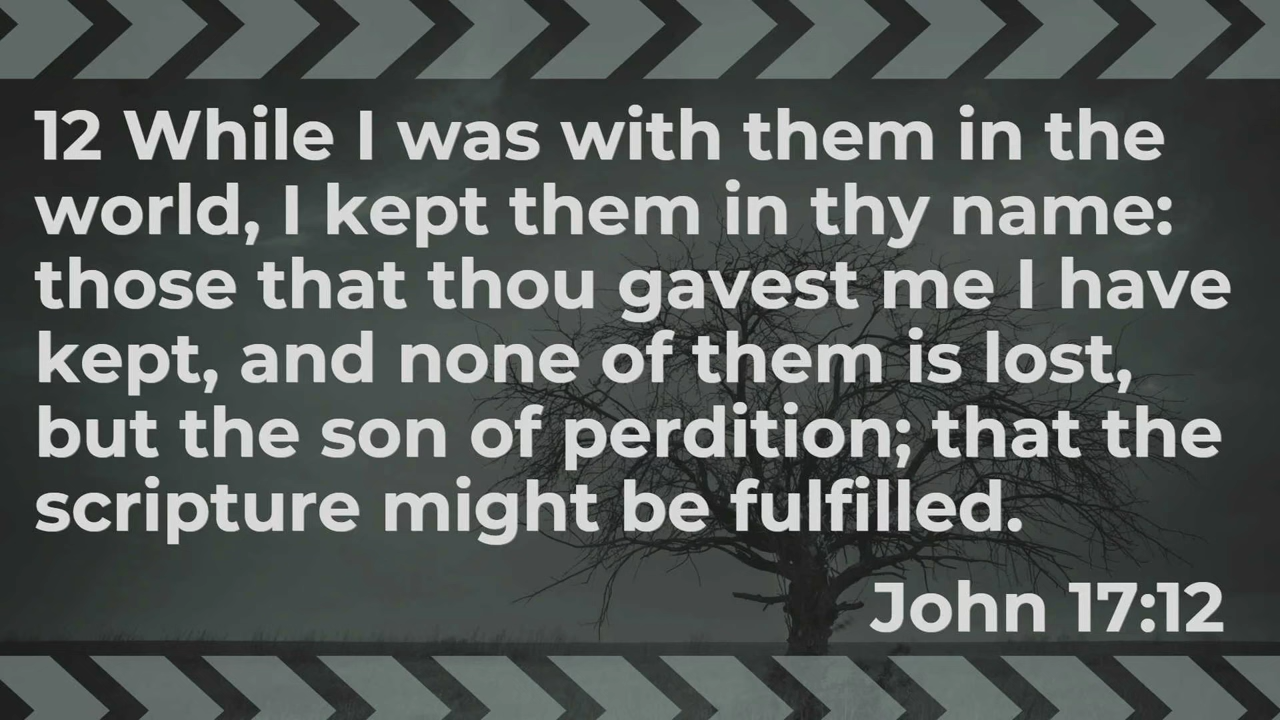 12 While I was with them in the
world, I kept them in thy name:
those that thou gavest me I have
kept, and none of them is lost,
but the son of perdition; that the
scripture might be fulfilled.
John 17:12